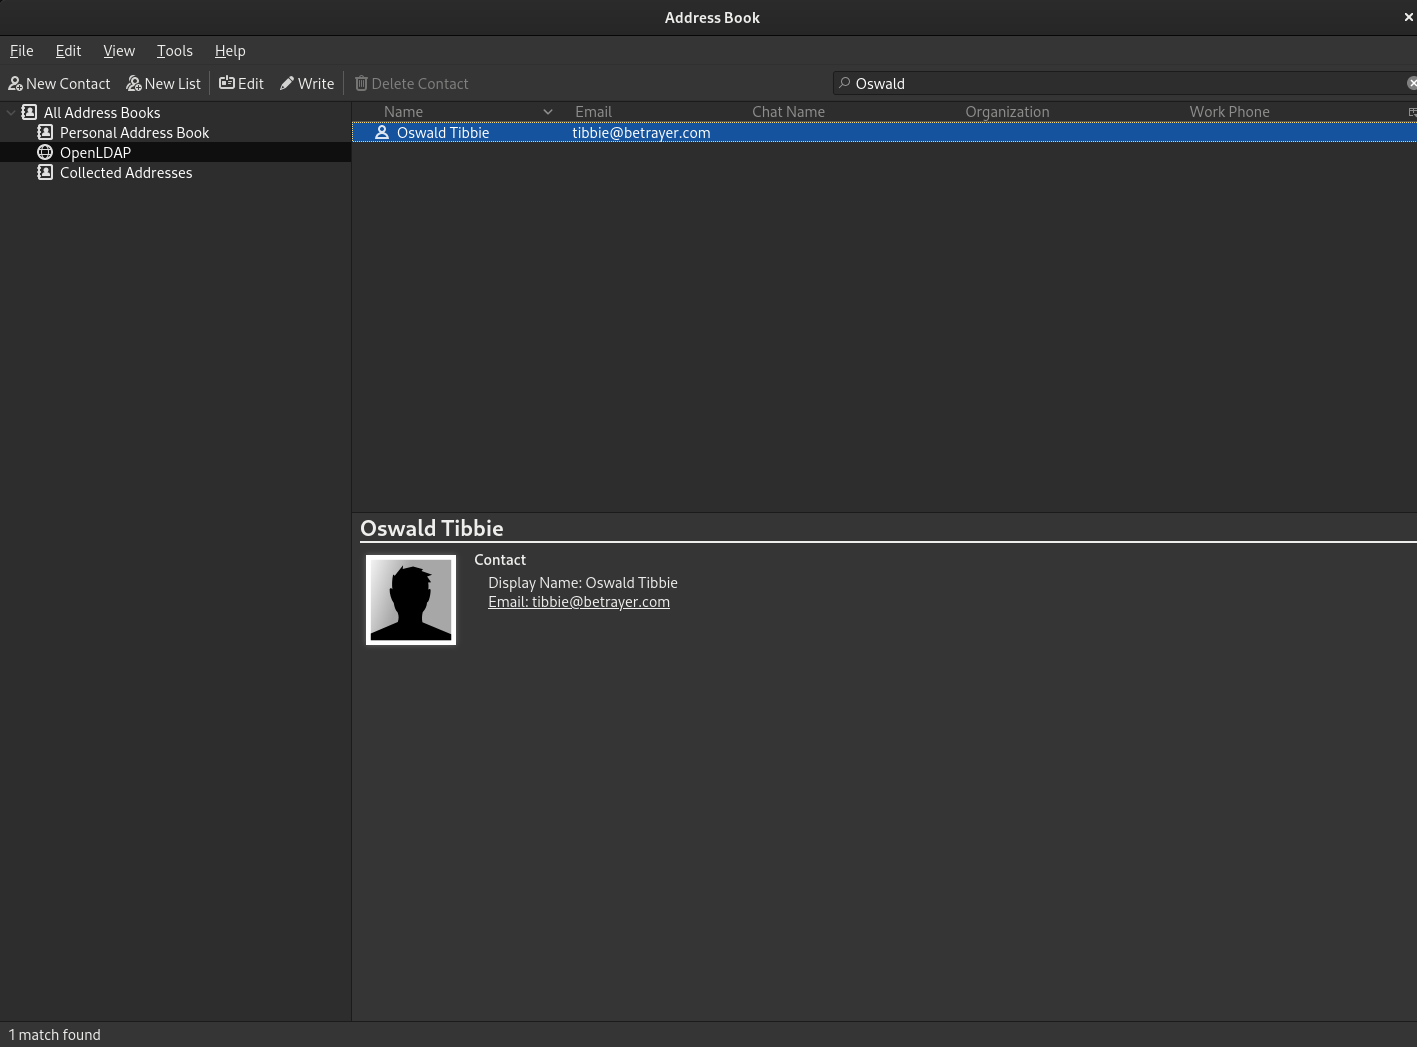 Address Book
File Edit View Tools Help
New Contact New List Edit Write Delete Contact Oswald
All Address Books
Personal Address Book
OpenLDAP
Collected Addresses
Name Email Chat Name Organization Work Phone
Oswald Tibbie tibbie@betrayer.com
Oswald Tibbie
Contact
Display Name: Oswald Tibbie
Email: tibbie@betrayer.com
1 match found